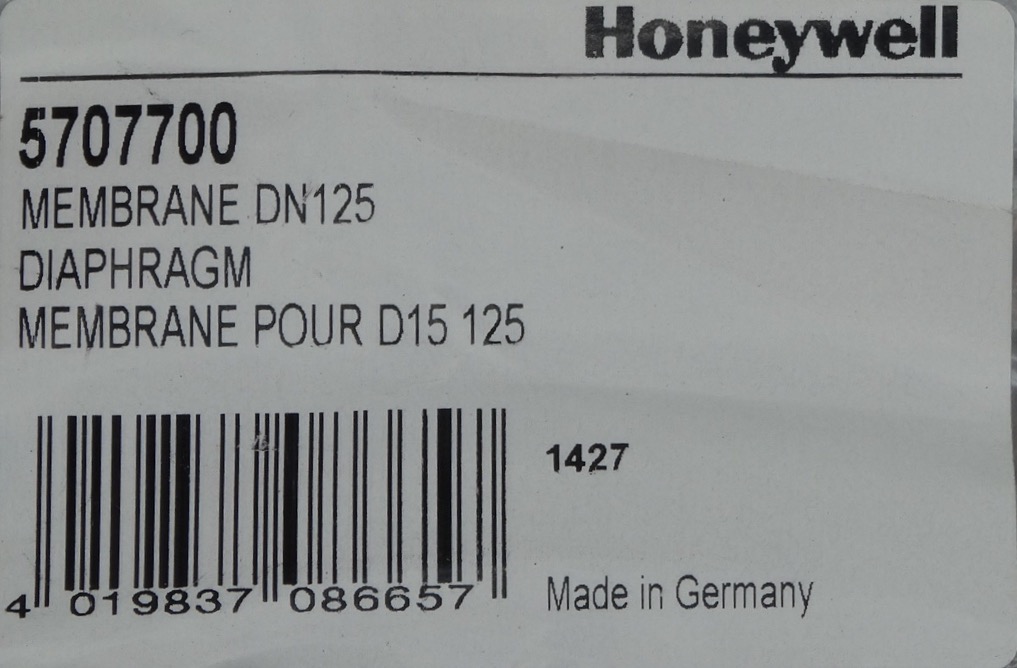 Honeywell
5707700
MEMBRANE DN125
DIAPHRAGM
MEMBRANE POUR D15 125
1427
4 019837 086657
Made in Germany